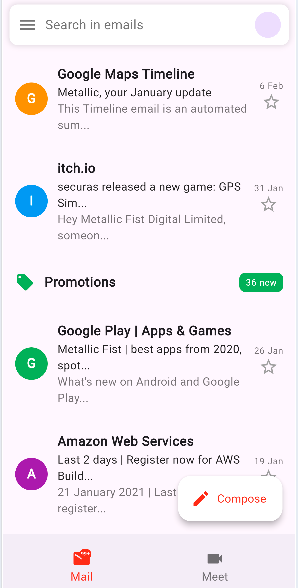 Search in emails
Google Maps Timeline
6 Feb
G
Metallic, your January update
This Timeline email is an automated
sum...
itch.io
31 Jan
I
securas released a new game: GPS
Sim...
Hey Metallic Fist Digital Limited,
someon...
Promotions
36 new
Google Play | Apps & Games
26 Jan
G
Metallic Fist | best apps from 2020,
spot...
What's new on Android and Google
Play...
Amazon Web Services
19 Jan
A
Last 2 days | Register now for AWS
Build...
21 January 2021 | Last
register...
Compose
Mail
Meet